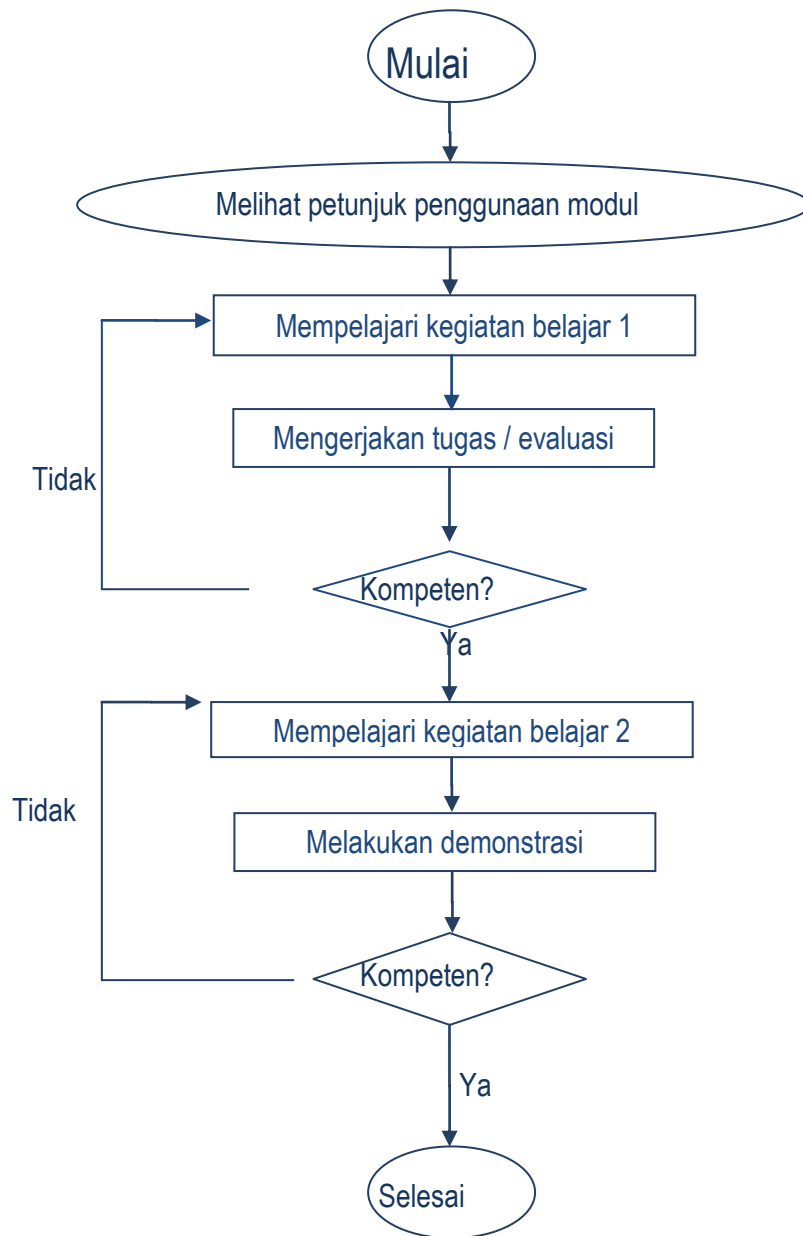 Mulai
Melihat petunjuk penggunaan modul
Mempelajari kegiatan belajar 1
Mengerjakan tugas / evaluasi
Tidak
Kompeten?
Ya
Mempelajari kegiatan belajar 2
Tidak
Melakukan demonstrasi
Kompeten?
Ya
Selesai